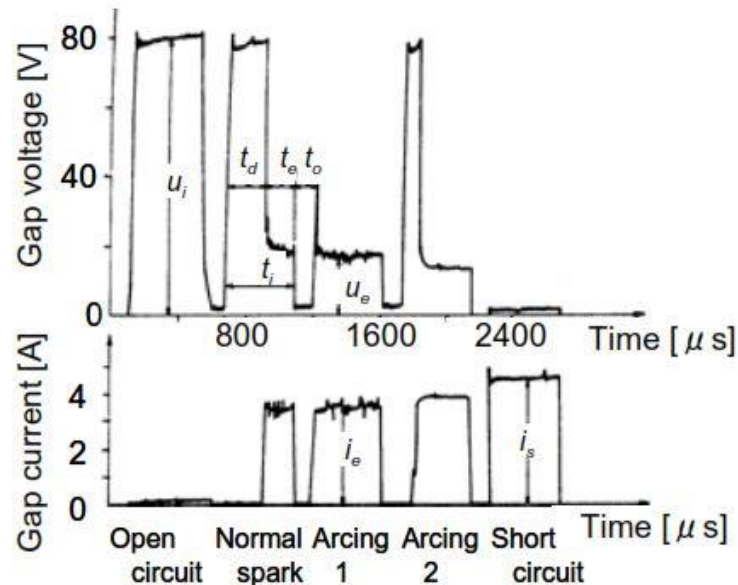 Gap voltage [V]
80
40
0
u_i
t_d t_e t_o
t_i
u_e
800 1600 2400 Time [μs]
Gap current [A]
4
2
0
i_e
i_s
Time [μs]
Open circuit
Normal spark
Arcing 1
Arcing 2
Short circuit